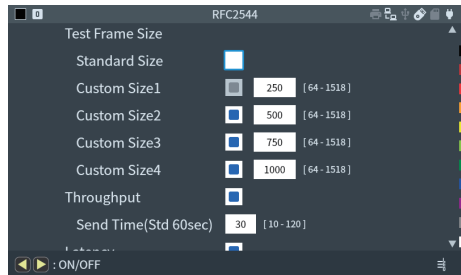 0 RFC2544
Test Frame Size
Standard Size
Custom Size1 250 [ 64 - 1518 ]
Custom Size2 500 [ 64 - 1518 ]
Custom Size3 750 [ 64 - 1518 ]
Custom Size4 1000 [ 64 - 1518 ]
Throughput
Send Time(Std 60sec) 30 [ 10 - 120 ]
Latency
: ON/OFF